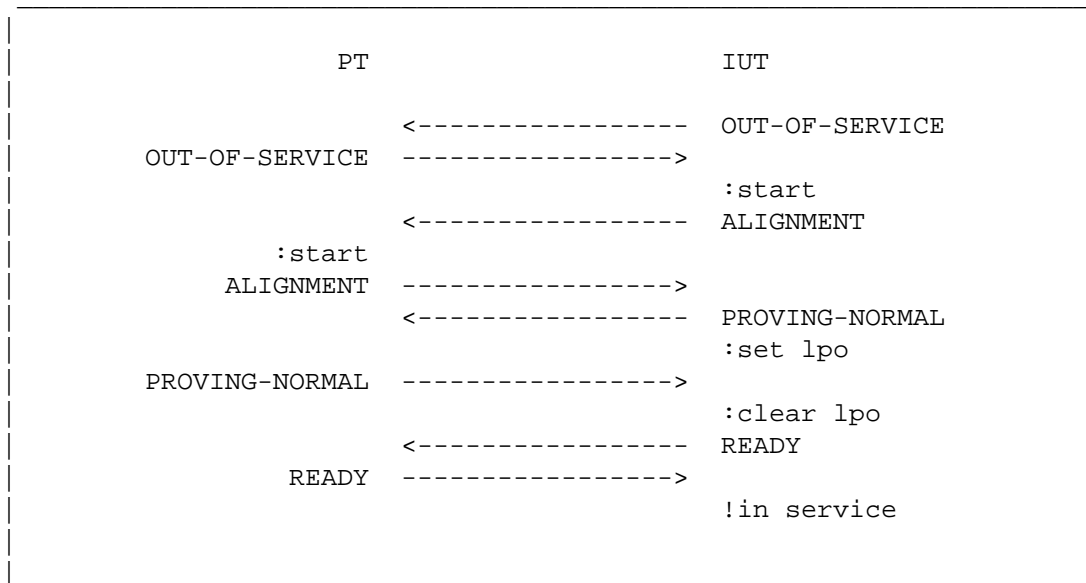 PT IUT
<----------------- OUT-OF-SERVICE
OUT-OF-SERVICE ----------------->
:start
<----------------- ALIGNMENT
:start
ALIGNMENT ----------------->
<----------------- PROVING-NORMAL
:set lpo
PROVING-NORMAL ----------------->
:clear lpo
<----------------- READY
READY ----------------->
!in service